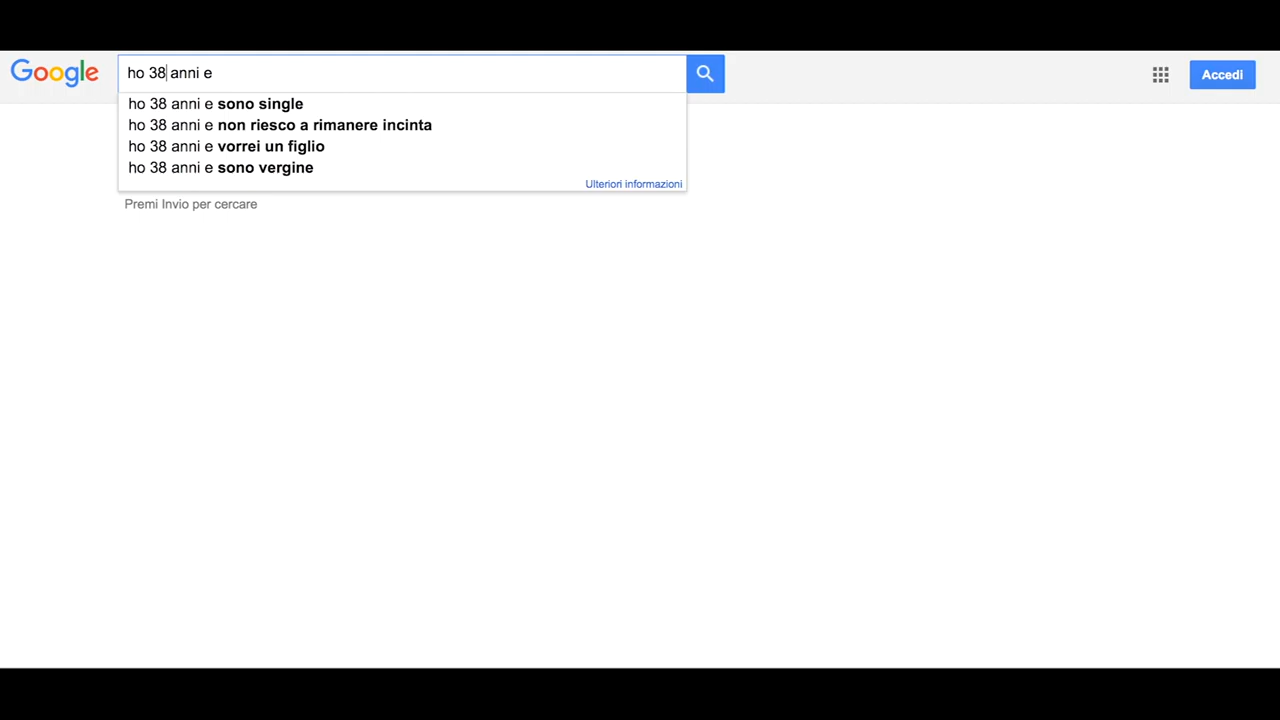 Google
ho 38 anni e
Accedi
ho 38 anni e sono single
ho 38 anni e non riesco a rimanere incinta
ho 38 anni e vorrei un figlio
ho 38 anni e sono vergine
Ulteriori informazioni
Premi Invio per cercare